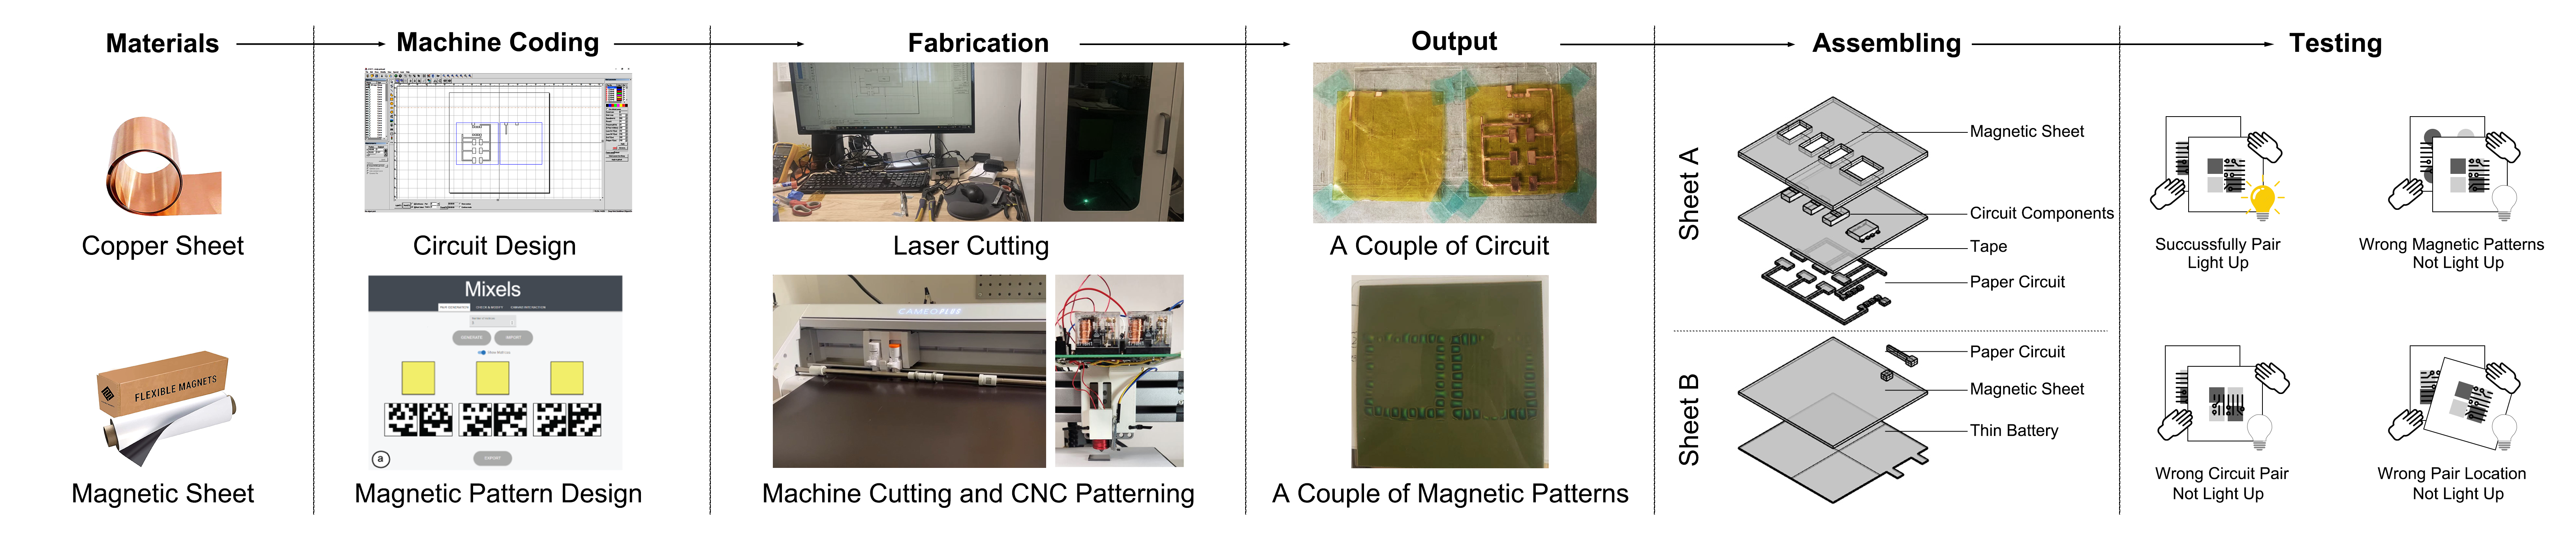 Materials
Machine Coding
Fabrication
Output
Assembling
Testing
Copper Sheet
FLEXIBLE MAGNETS
Magnetic Sheet
Circuit Design
Mixels
GENERATE
IMPORT
EXPORT
a
Magnetic Pattern Design
Laser Cutting
CAMEO PLUS
Machine Cutting and CNC Patterning
A Couple of Circuit
A Couple of Magnetic Patterns
Sheet A
Magnetic Sheet
Circuit Components
Tape
Paper Circuit
Sheet B
Paper Circuit
Magnetic Sheet
Thin Battery
Succussfully Pair
Light Up
Wrong Magnetic Patterns
Not Light Up
Wrong Circuit Pair
Not Light Up
Wrong Pair Location
Not Light Up